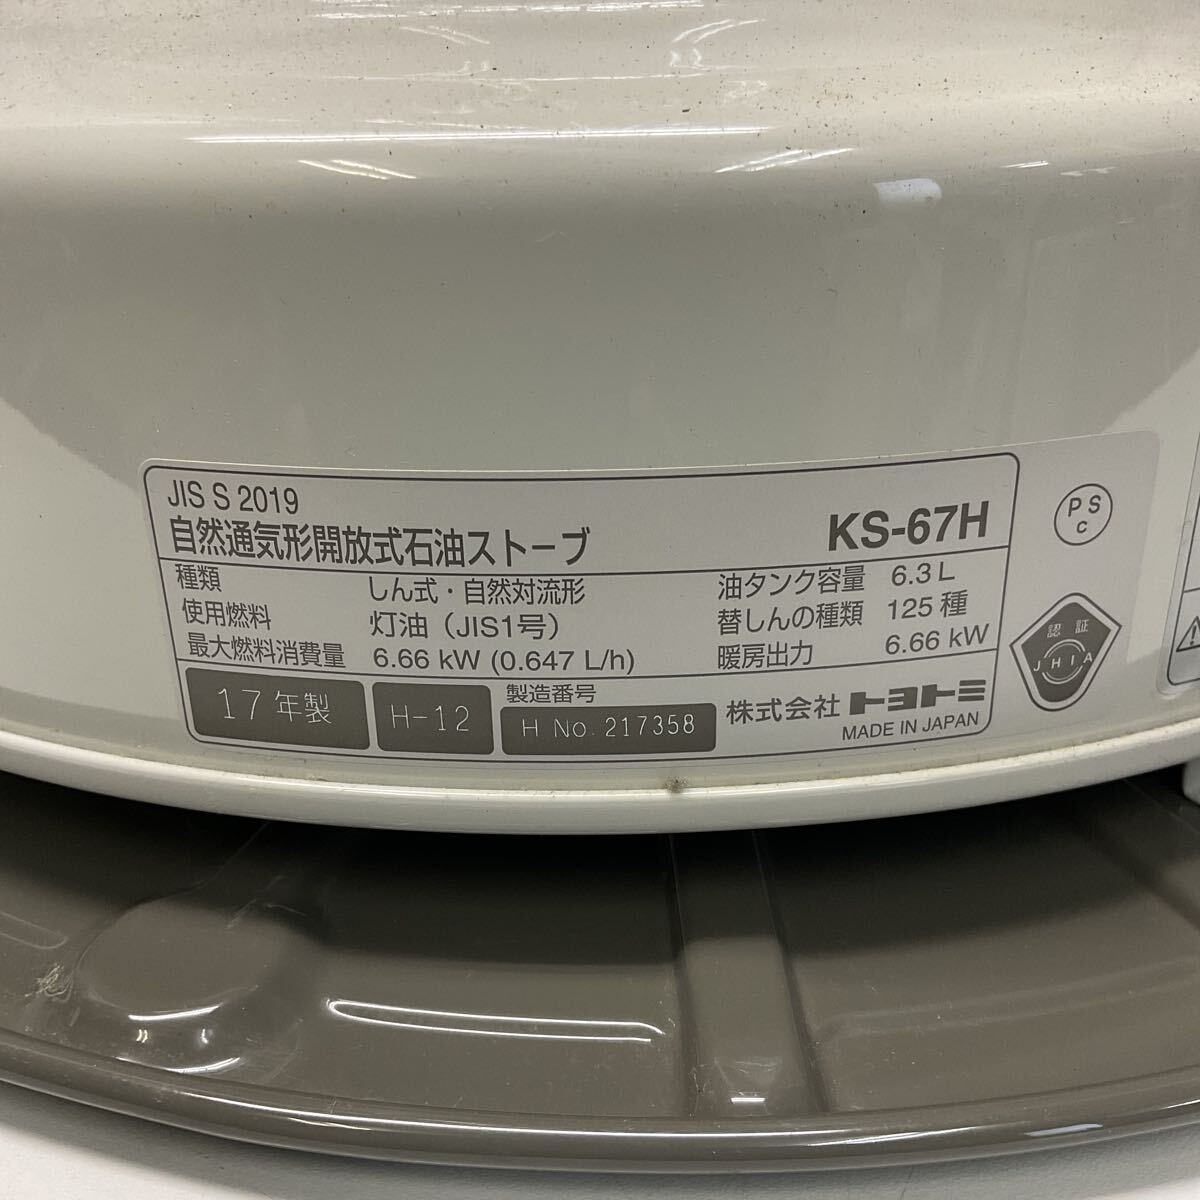 JIS S 2019
自然通気形開放式石油ストーブ KS-67H
種類 しん式・自然対流形 油タンク容量 6.3 L
使用燃料 灯油（JIS1号） 替しんの種類 125 種
最大燃料消費量 6.66 kW (0.647 L/h) 暖房出力 6.66 kW
17年製 H-12 製造番号 H No. 217358 株式会社 トヨトミ
MADE IN JAPAN
PS
C
認証
JHIA